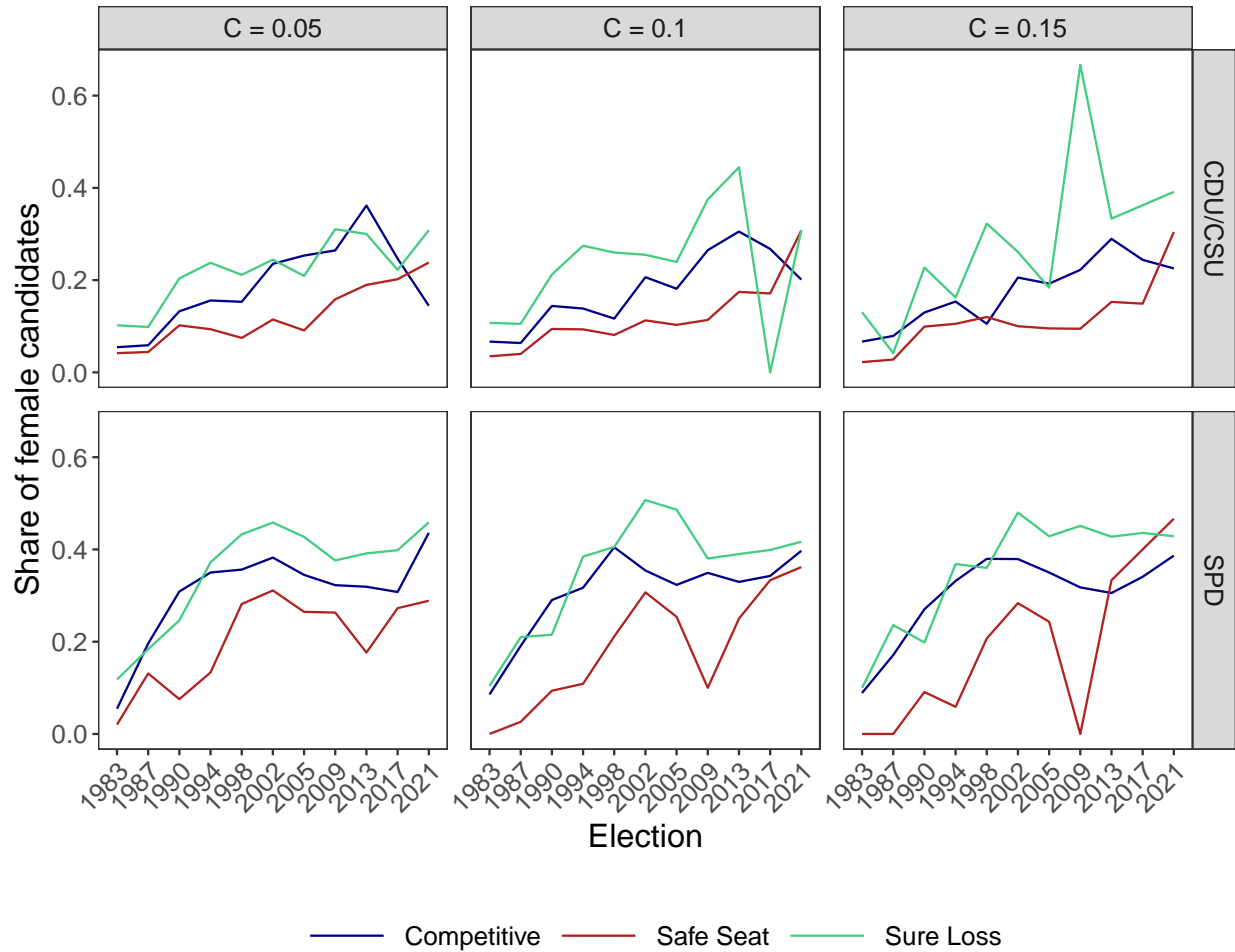 C = 0.05
C = 0.1
C = 0.15
CDU/CSU
SPD
Share of female candidates
0.6
0.4
0.2
0.0
0.6
0.4
0.2
0.0
1983 1987 1990 1994 1998 2002 2005 2009 2013 2017 2021
1983 1987 1990 1994 1998 2002 2005 2009 2013 2017 2021
1983 1987 1990 1994 1998 2002 2005 2009 2013 2017 2021
Election
Competitive Safe Seat Sure Loss